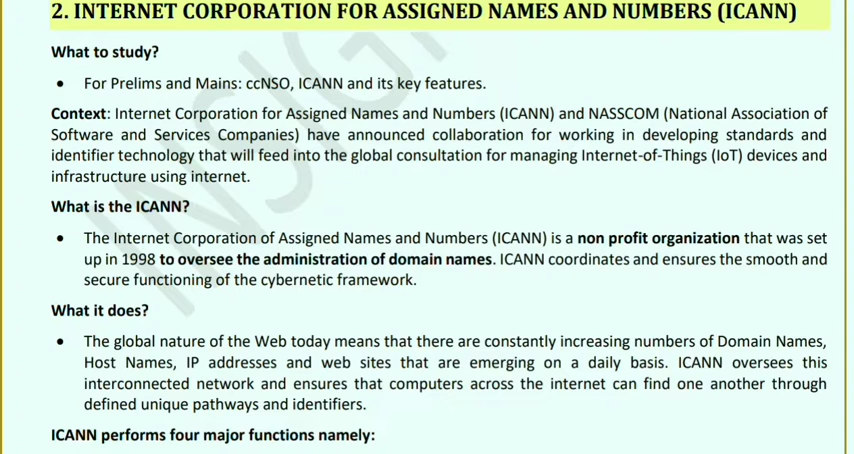 2. INTERNET CORPORATION FOR ASSIGNED NAMES AND NUMBERS (ICANN)
What to study?
• For Prelims and Mains: ccNSO, ICANN and its key features.
Context: Internet Corporation for Assigned Names and Numbers (ICANN) and NASSCOM (National Association of
Software and Services Companies) have announced collaboration for working in developing standards and
identifier technology that will feed into the global consultation for managing Internet-of-Things (IoT) devices and
infrastructure using internet.
What is the ICANN?
• The Internet Corporation of Assigned Names and Numbers (ICANN) is a non profit organization that was set
up in 1998 to oversee the administration of domain names. ICANN coordinates and ensures the smooth and
secure functioning of the cybernetic framework.
What it does?
• The global nature of the Web today means that there are constantly increasing numbers of Domain Names,
Host Names, IP addresses and web sites that are emerging on a daily basis. ICANN oversees this
interconnected network and ensures that computers across the internet can find one another through
defined unique pathways and identifiers.
ICANN performs four major functions namely: